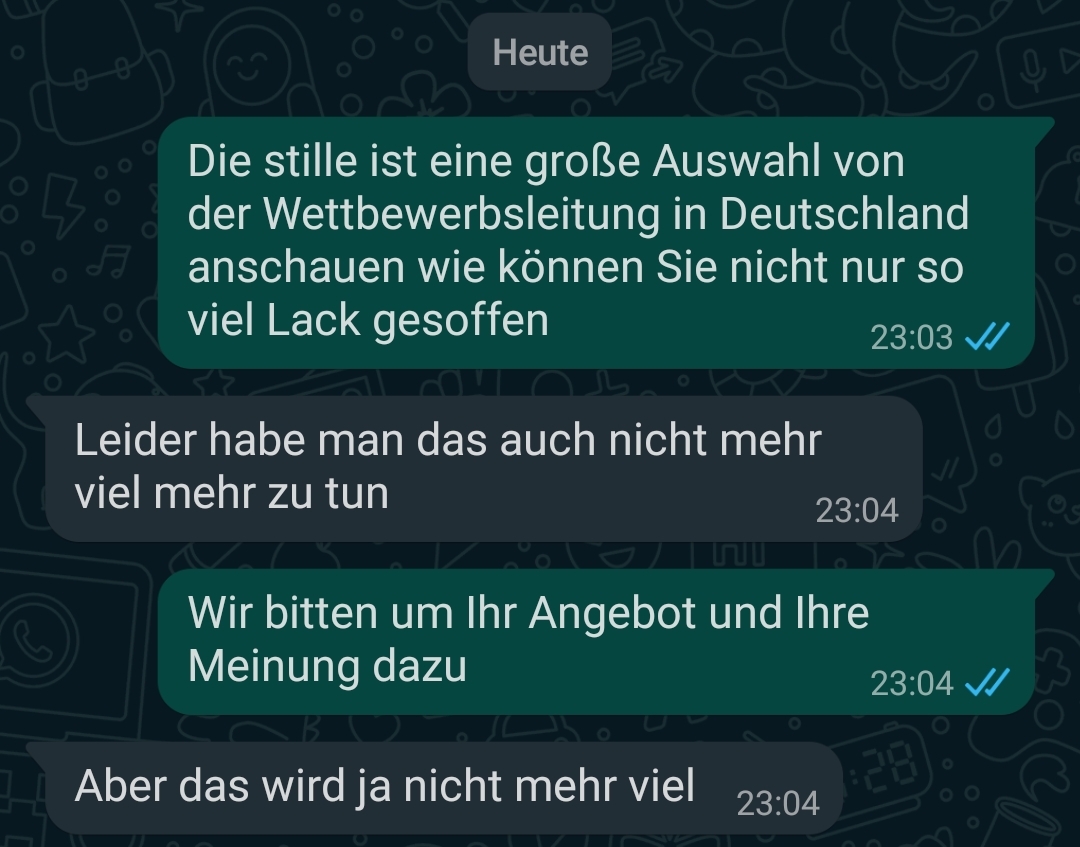 Heute
Die stille ist eine große Auswahl von
der Wettbewerbsleitung in Deutschland
anschauen wie können Sie nicht nur so
viel Lack gesoffen
23:03
Leider habe man das auch nicht mehr
viel mehr zu tun
23:04
Wir bitten um Ihr Angebot und Ihre
Meinung dazu
23:04
Aber das wird ja nicht mehr viel
23:04